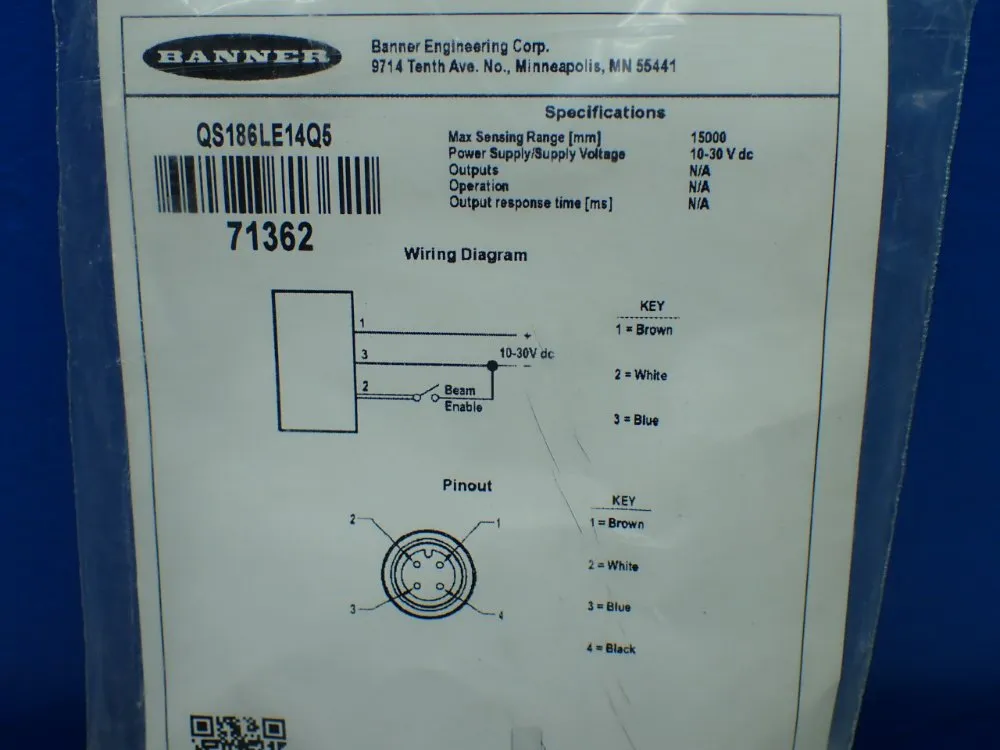 BANNER
Banner Engineering Corp.
9714 Tenth Ave. No., Minneapolis, MN 55441
QS186LE14Q5
71362
Specifications
Max Sensing Range [mm] 15000
Power Supply/Supply Voltage 10-30 V dc
Outputs N/A
Operation N/A
Output response time [ms] N/A
Wiring Diagram
1
+
3
10-30V dc
–
2
Beam
Enable
KEY
1 = Brown
2 = White
3 = Blue
Pinout
2
1
3
4
KEY
1 = Brown
2 = White
3 = Blue
4 = Black